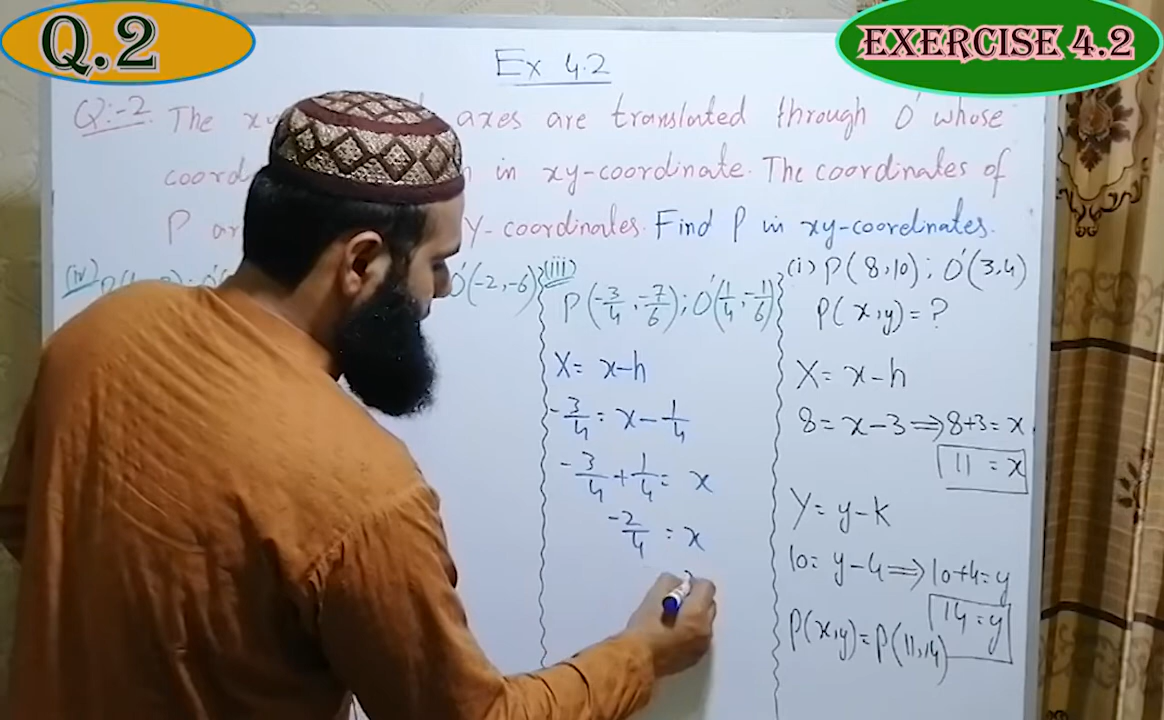 Q.2
EXERCISE 4.2
Ex 4.2
Q:-2. The axes are translated through O' whose
in xy-coordinate. The coordinates of
P Y-coordinates. Find P in xy-coordinates.
(iv)
O'(-2,-6)
(iii)
P(-3/4, -7/6); O'(1/4, -1/6)
X= x-h
-3/4 = x - 1/4
-3/4 + 1/4 = x
-2/4 = x
(i) P(8,10); O'(3,4)
P(x,y)=?
X= x-h
8= x-3 ⇒ 8+3= x
11 = x
Y= y-k
10= y-4 ⇒ 10+4=y
14=y
P(x,y)=P(11,14)